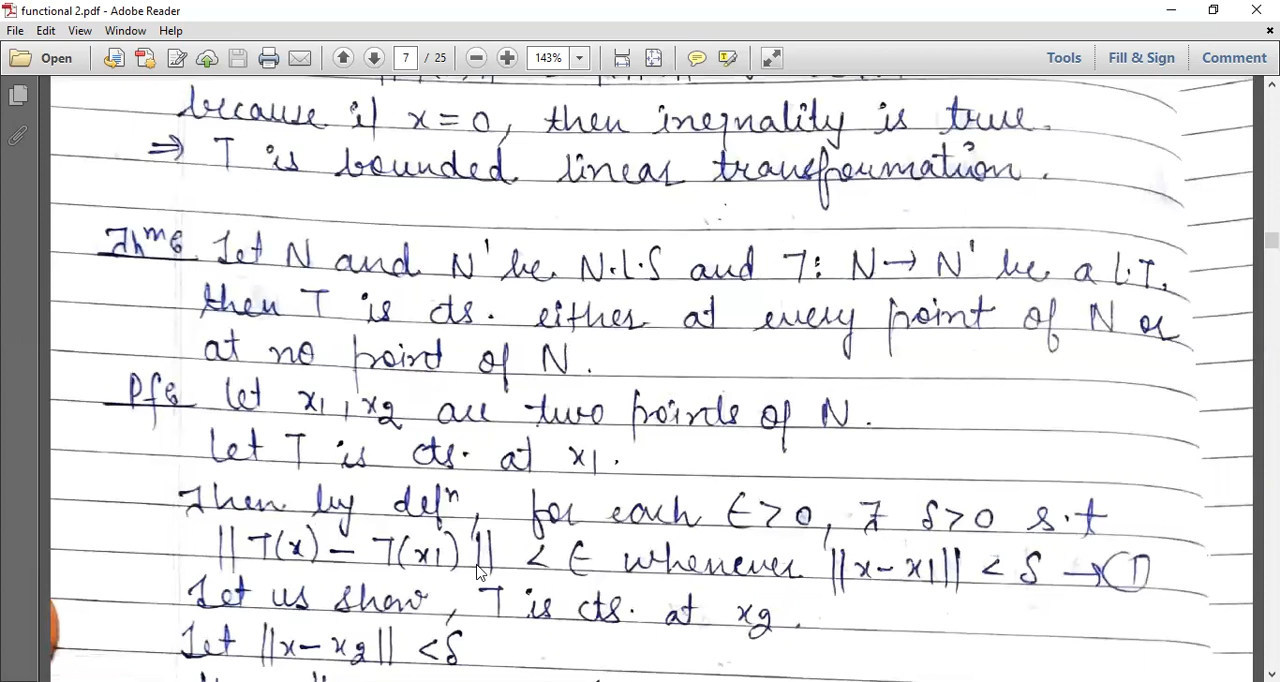 functional 2.pdf - Adobe Reader
File Edit View Window Help
Open 7 / 25 143% Tools Fill & Sign Comment
because if x = 0, then inequality is true.
⇒ T is bounded linear transformation.
Thm: Let N and N' be N.L.S and T: N → N' be a L.T.
then T is cts. either at every point of N or
at no point of N.
Pf: Let x1, x2 are two points of N.
Let T is cts. at x1.
Then by defn, for each ϵ > 0, ∃ δ > 0 s.t
||T(x) - T(x1)|| < ϵ whenever ||x - x1|| < δ → ①
Let us show, T is cts. at x2.
Let ||x - x2|| < δ